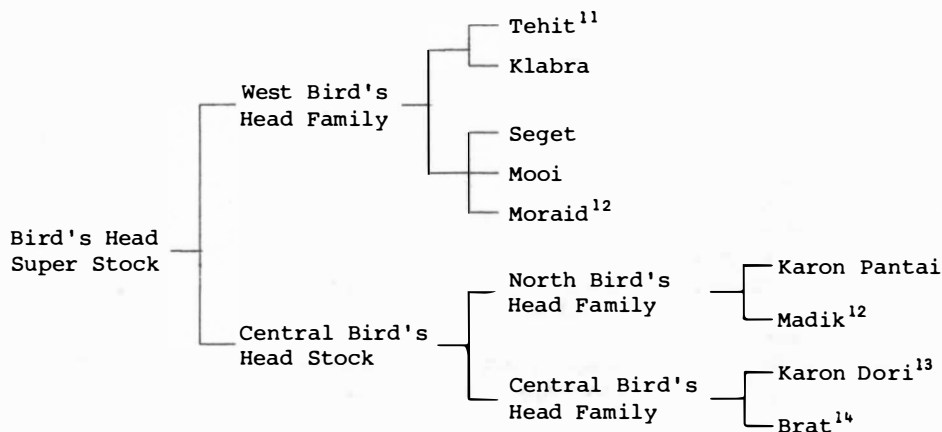 Tehit¹¹
Klabra
West Bird's
Head Family
Seget
Mooi
Moraid¹²
Bird's Head
Super Stock
North Bird's
Head Family
Karon Pantai
Madik¹²
Central Bird's
Head Stock
Central Bird's
Head Family
Karon Dori¹³
Brat¹⁴